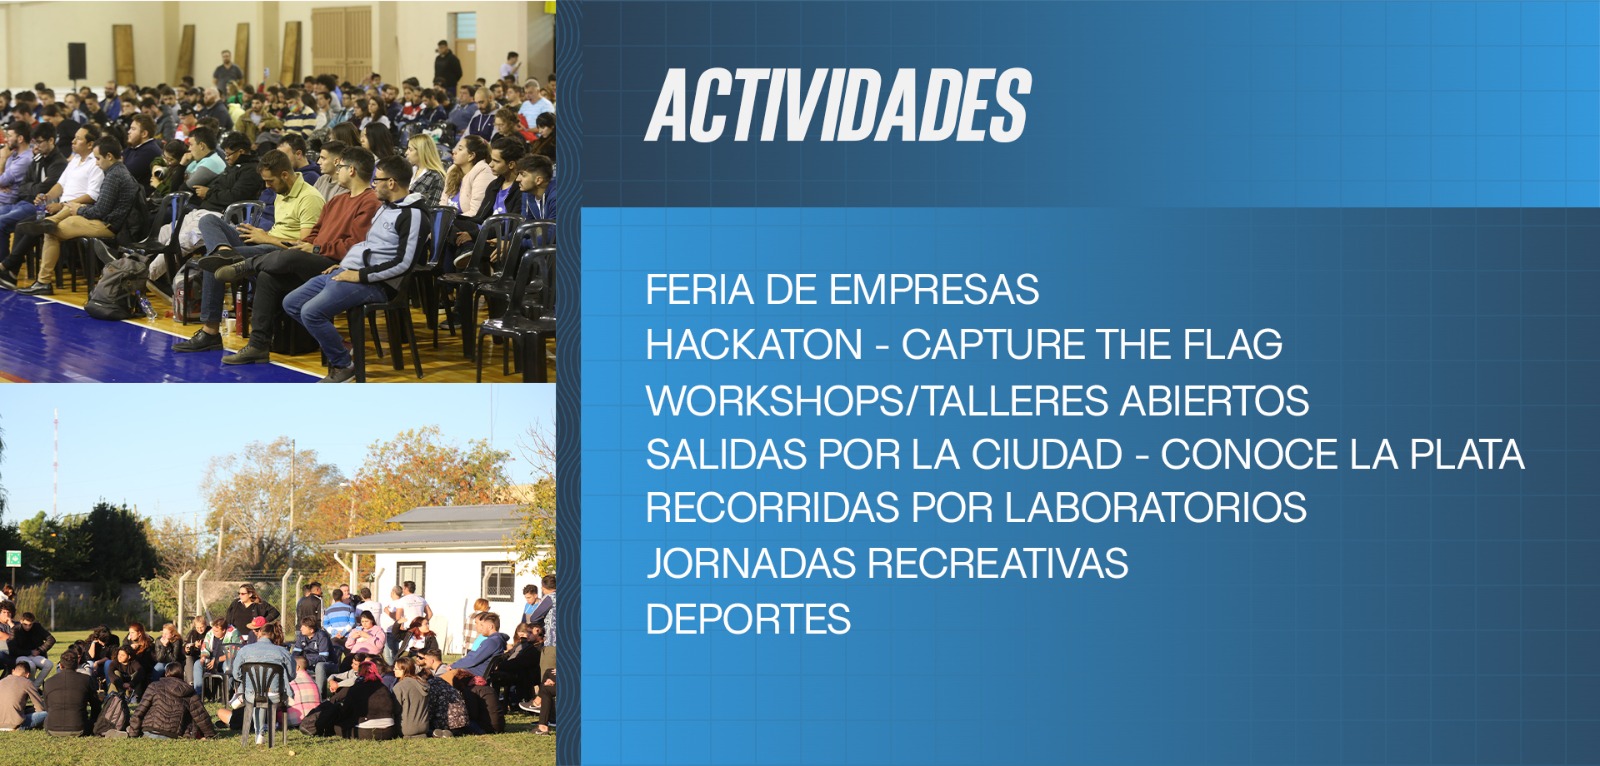 ACTIVIDADES
FERIA DE EMPRESAS
HACKATON - CAPTURE THE FLAG
WORKSHOPS/TALLERES ABIERTOS
SALIDAS POR LA CIUDAD - CONOCE LA PLATA
RECORRIDAS POR LABORATORIOS
JORNADAS RECREATIVAS
DEPORTES